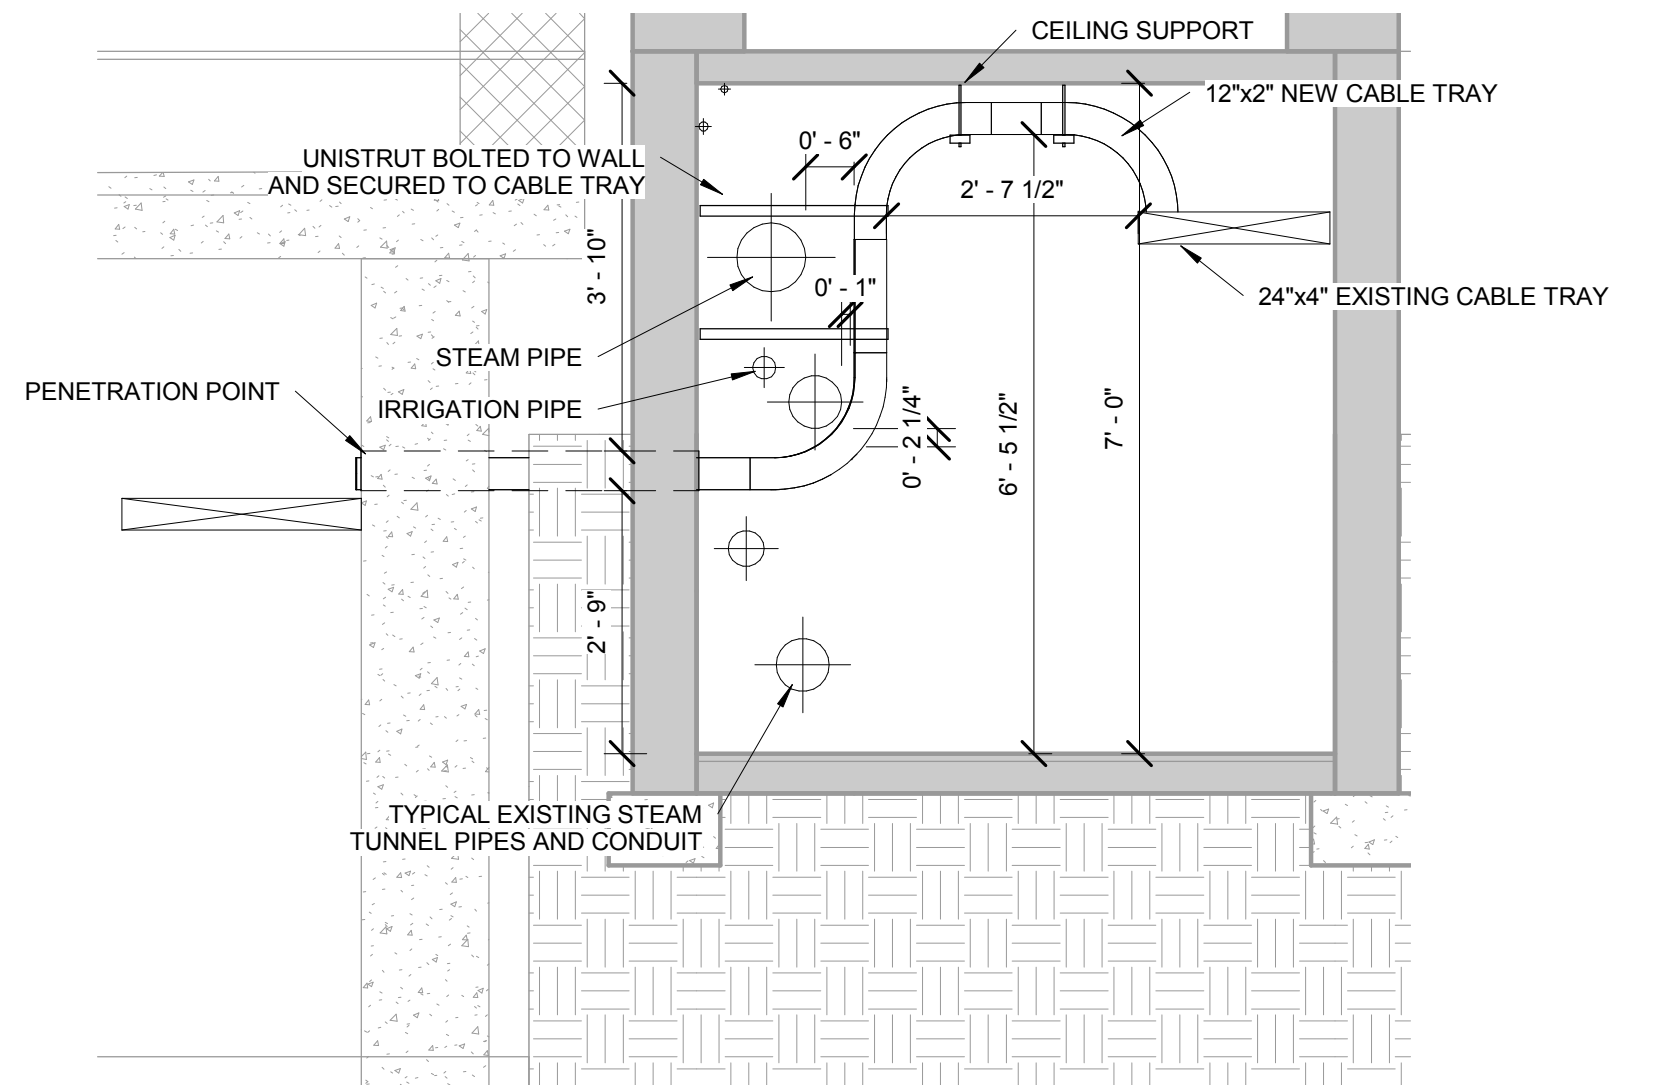 CEILING SUPPORT
12"x2" NEW CABLE TRAY
0' - 6"
UNISTRUT BOLTED TO WALL
AND SECURED TO CABLE TRAY
2' - 7 1/2"
3' - 10"
0' - 1"
24"x4" EXISTING CABLE TRAY
STEAM PIPE
PENETRATION POINT
IRRIGATION PIPE
0' - 2 1/4"
6' - 5 1/2"
7' - 0"
2' - 9"
TYPICAL EXISTING STEAM
TUNNEL PIPES AND CONDUIT